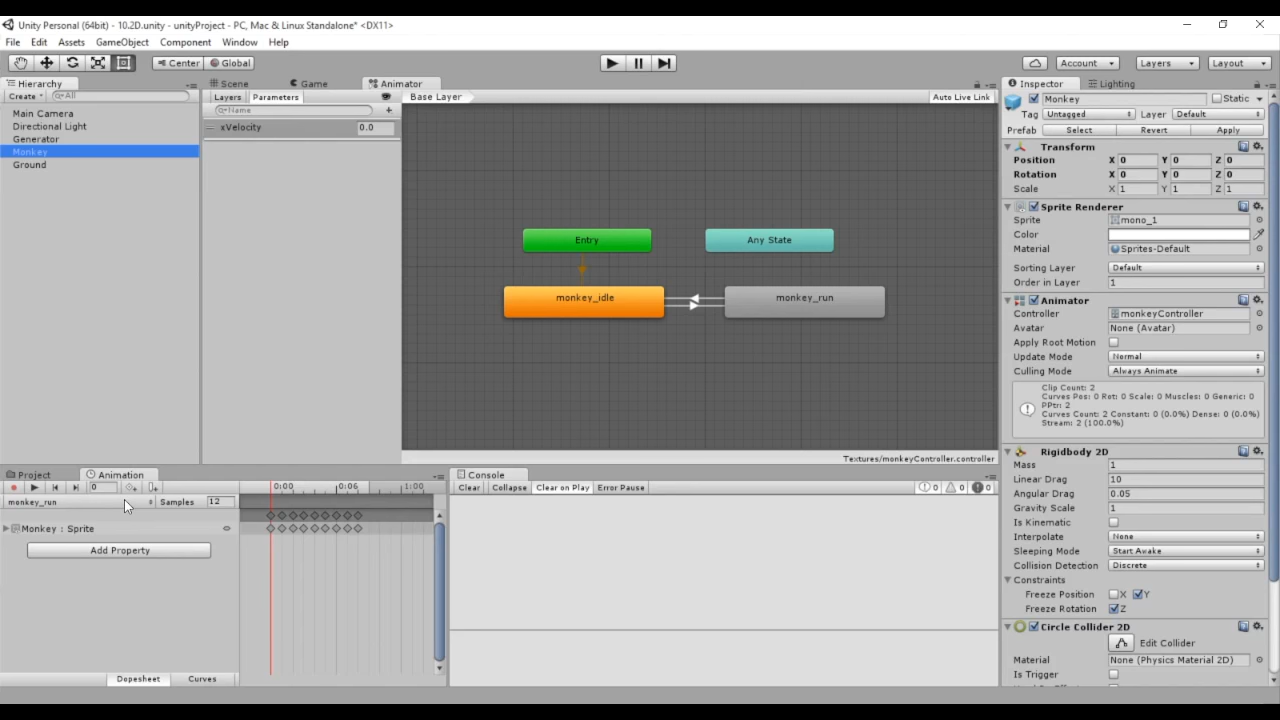 Unity Personal (64bit) - 10.2D.unity - unityProject - PC, Mac & Linux Standalone* <DX11>
File Edit Assets GameObject Component Window Help
Center Global Account Layers Layout
Hierarchy
Create All
Main Camera
Directional Light
Generator
Monkey
Ground
Scene Game Animator
Layers Parameters
Name
xVelocity 0.0
Base Layer Auto Live Link
Entry
Any State
monkey_idle
monkey_run
Textures/monkeyController.controller
Project Animation
0 0:00 0:06 1:00
monkey_run Samples 12
Monkey : Sprite
Add Property
Dopesheet Curves
Console
Clear Collapse Clear on Play Error Pause 0 0 0
Inspector Lighting
Monkey Static
Tag Untagged Layer Default
Prefab Select Revert Apply
Transform
Position X 0 Y 0 Z 0
Rotation X 0 Y 0 Z 0
Scale X 1 Y 1 Z 1
Sprite Renderer
Sprite mono_1
Color
Material Sprites-Default
Sorting Layer Default
Order in Layer 1
Animator
Controller monkeyController
Avatar None (Avatar)
Apply Root Motion
Update Mode Normal
Culling Mode Always Animate
Clip Count: 2
Curves Pos: 0 Rot: 0 Scale: 0 Muscles: 0 Generic: 0
PPtr: 2
Curves Count: 2 Constant: 0 (0.0%) Dense: 0 (0.0%)
Stream: 2 (100.0%)
Rigidbody 2D
Mass 1
Linear Drag 10
Angular Drag 0.05
Gravity Scale 1
Is Kinematic
Interpolate None
Sleeping Mode Start Awake
Collision Detection Discrete
Constraints
Freeze Position X Y
Freeze Rotation Z
Circle Collider 2D
Edit Collider
Material None (Physics Material 2D)
Is Trigger